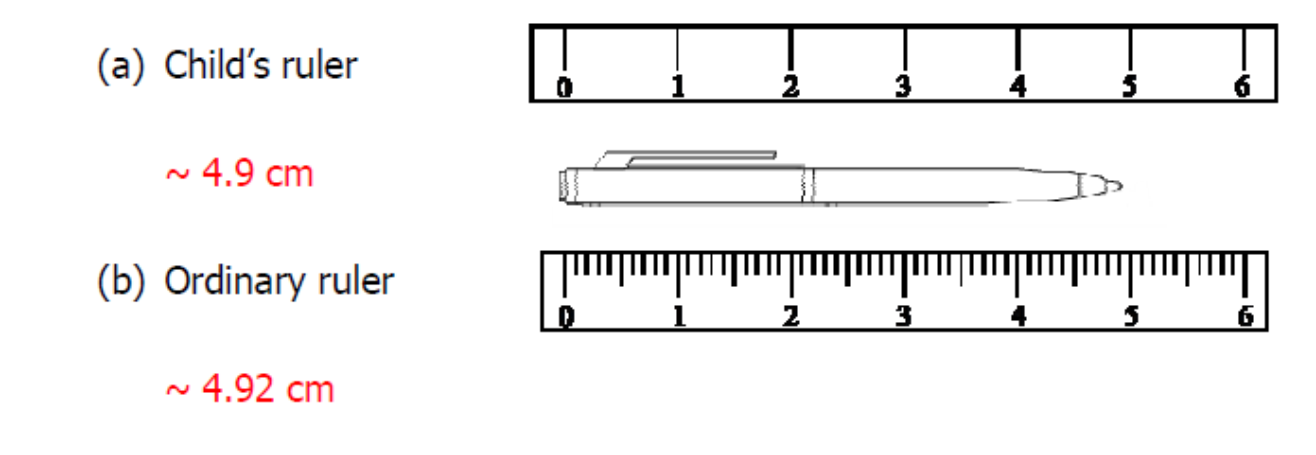 (a) Child's ruler
0 1 2 3 4 5 6
~ 4.9 cm
(b) Ordinary ruler
0 1 2 3 4 5 6
~ 4.92 cm